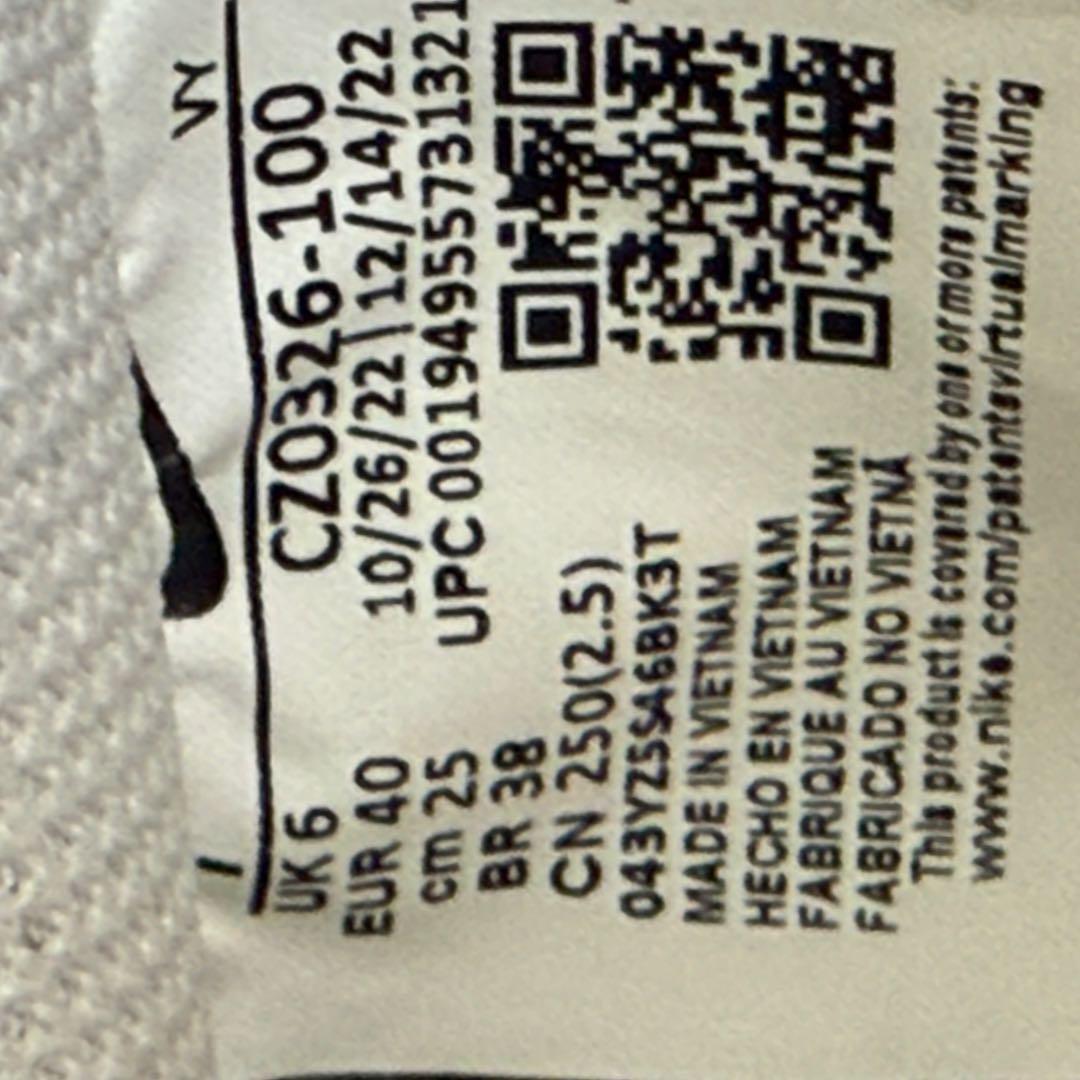 VY
UK 6
EUR 40
cm 25
BR 38
CN 250(2.5)
CZ0326-100
10/26/22|12/14/22
UPC 00194955731321
043YZ5SA6BK3T
MADE IN VIETNAM
HECHO EN VIETNAM
FABRIQUE AU VIETNAM
FABRICADO NO VIETNÃ
This product is covered by one or more patents:
www.nike.com/patentsvirtualmarking